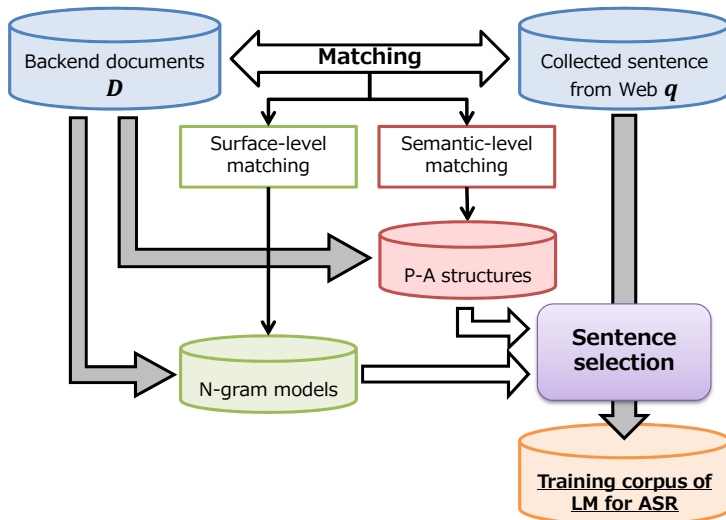 Backend documents
D
Matching
Collected sentence
from Web q
Surface-level
matching
Semantic-level
matching
P-A structures
Sentence
selection
N-gram models
Training corpus of
LM for ASR